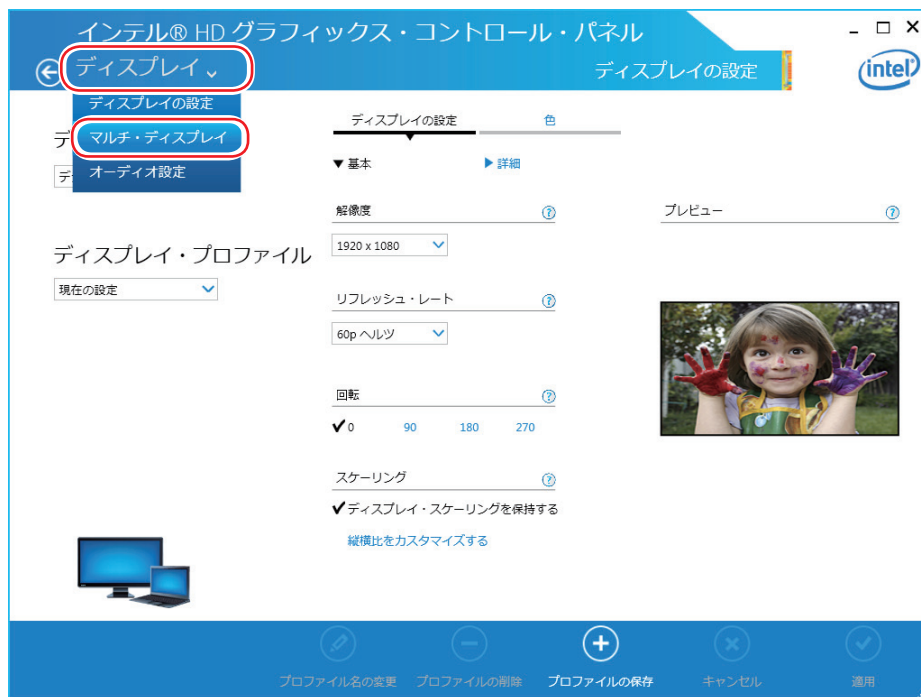 インテル® HD グラフィックス・コントロール・パネル
ディスプレイ
ディスプレイの設定
intel
ディスプレイの設定
マルチ・ディスプレイ
オーディオ設定
デ
デ
ディスプレイ・プロファイル
現在の設定
ディスプレイの設定 色
▼基本 ▶詳細
解像度 ?
1920 x 1080
リフレッシュ・レート ?
60p ヘルツ
回転 ?
✔0 90 180 270
スケーリング ?
✔ディスプレイ・スケーリングを保持する
縦横比をカスタマイズする
プレビュー ?
プロファイル名の変更 プロファイルの削除 プロファイルの保存 キャンセル 適用